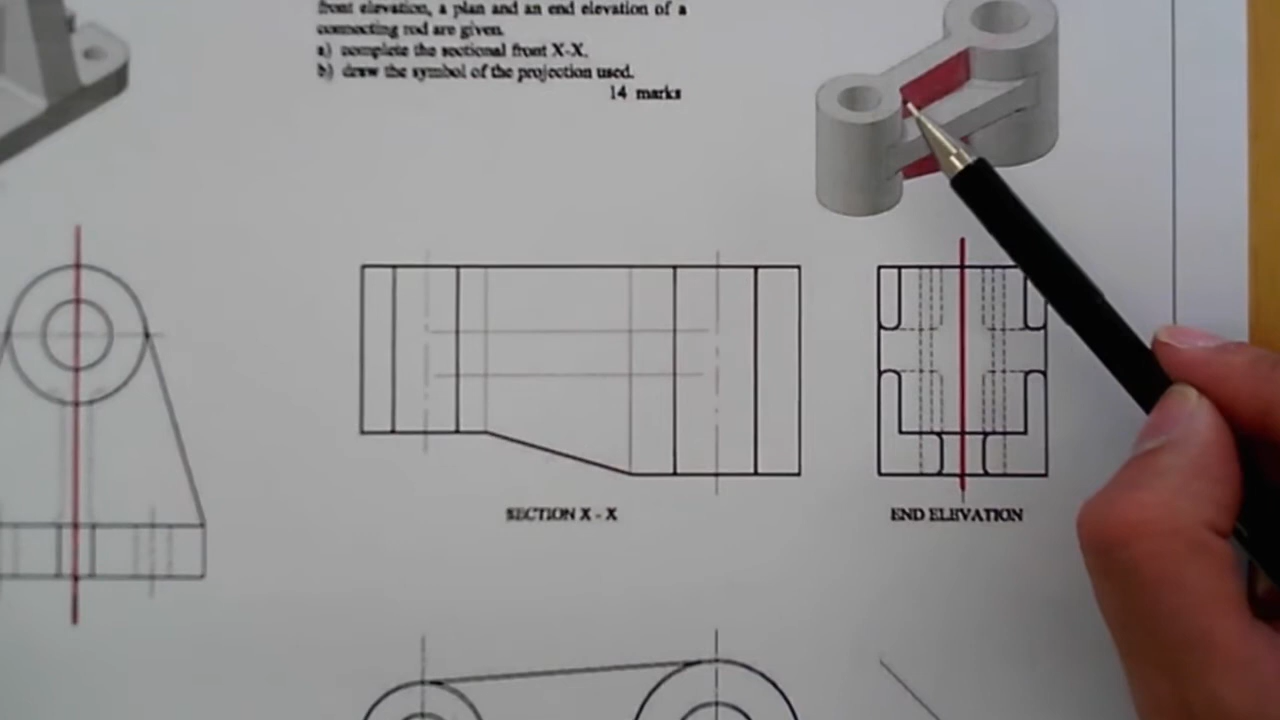 front elevation, a plan and an end elevation of a
connecting rod are given.
a) complete the sectional front X-X.
b) draw the symbol of the projection used.
14 marks
SECTION X - X
END ELEVATION